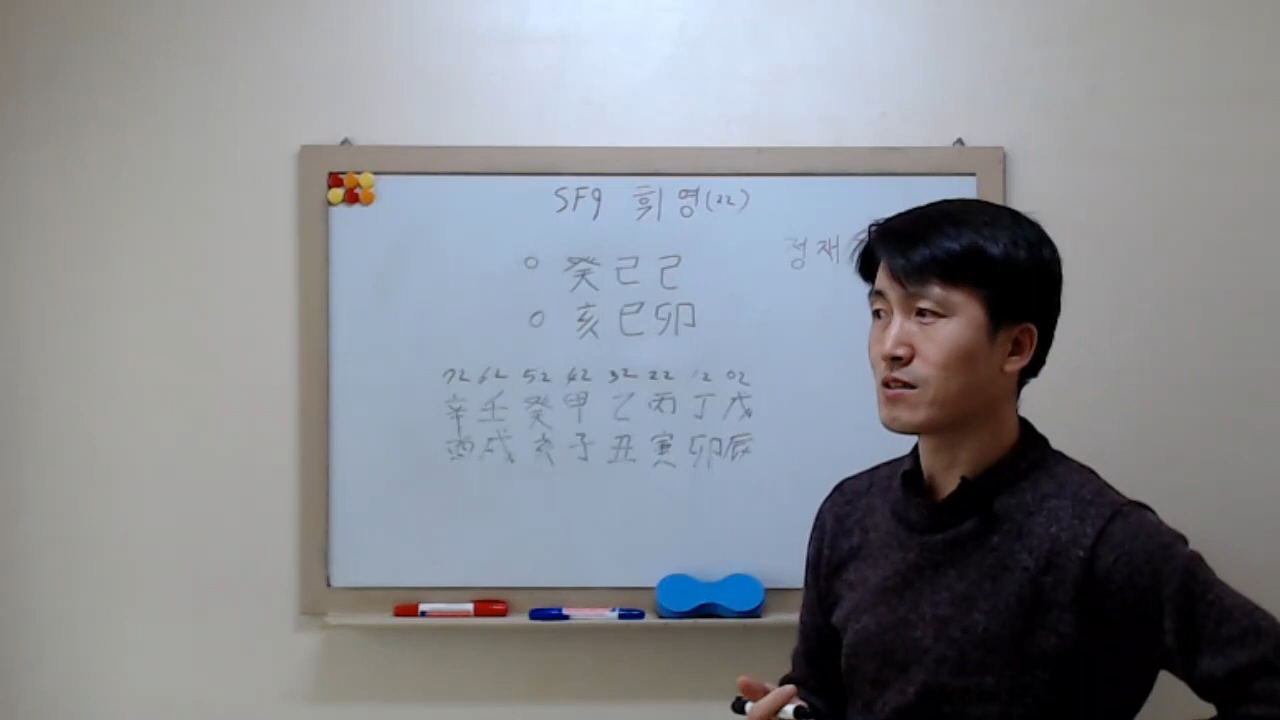 SF9 휘영(22)
정재
○ 癸己己
○ 亥巳卯
72 62 52 42 32 22 12 02
辛壬癸甲乙丙丁戊
酉戌亥子丑寅卯辰